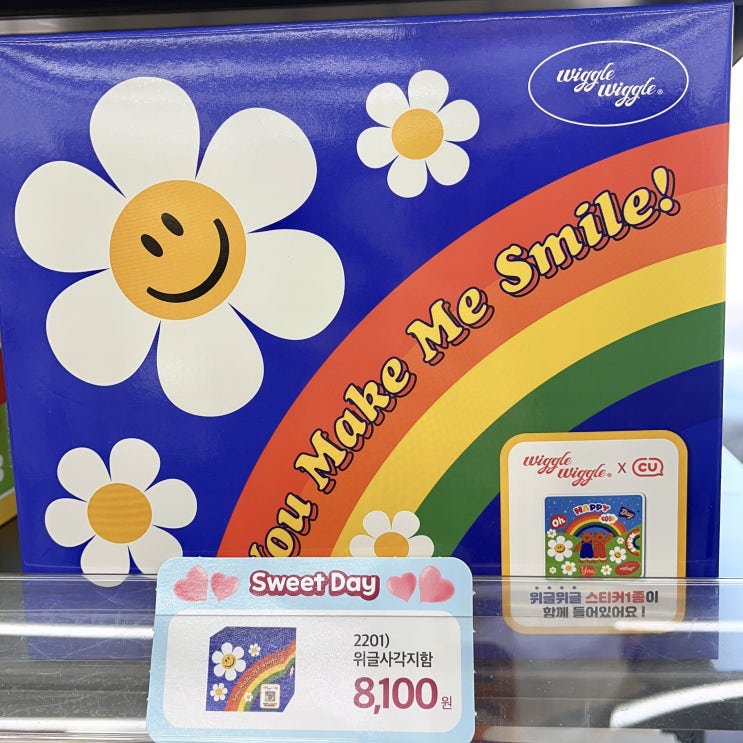 wiggle
wiggle®
You Make Me Smile!
wiggle wiggle® x CU
Oh
HAPPY
GOOD
Day
You
위글위글 스티커1종이
함께 들어있어요!
Sweet Day
2201)
위글사각지함
8,100원